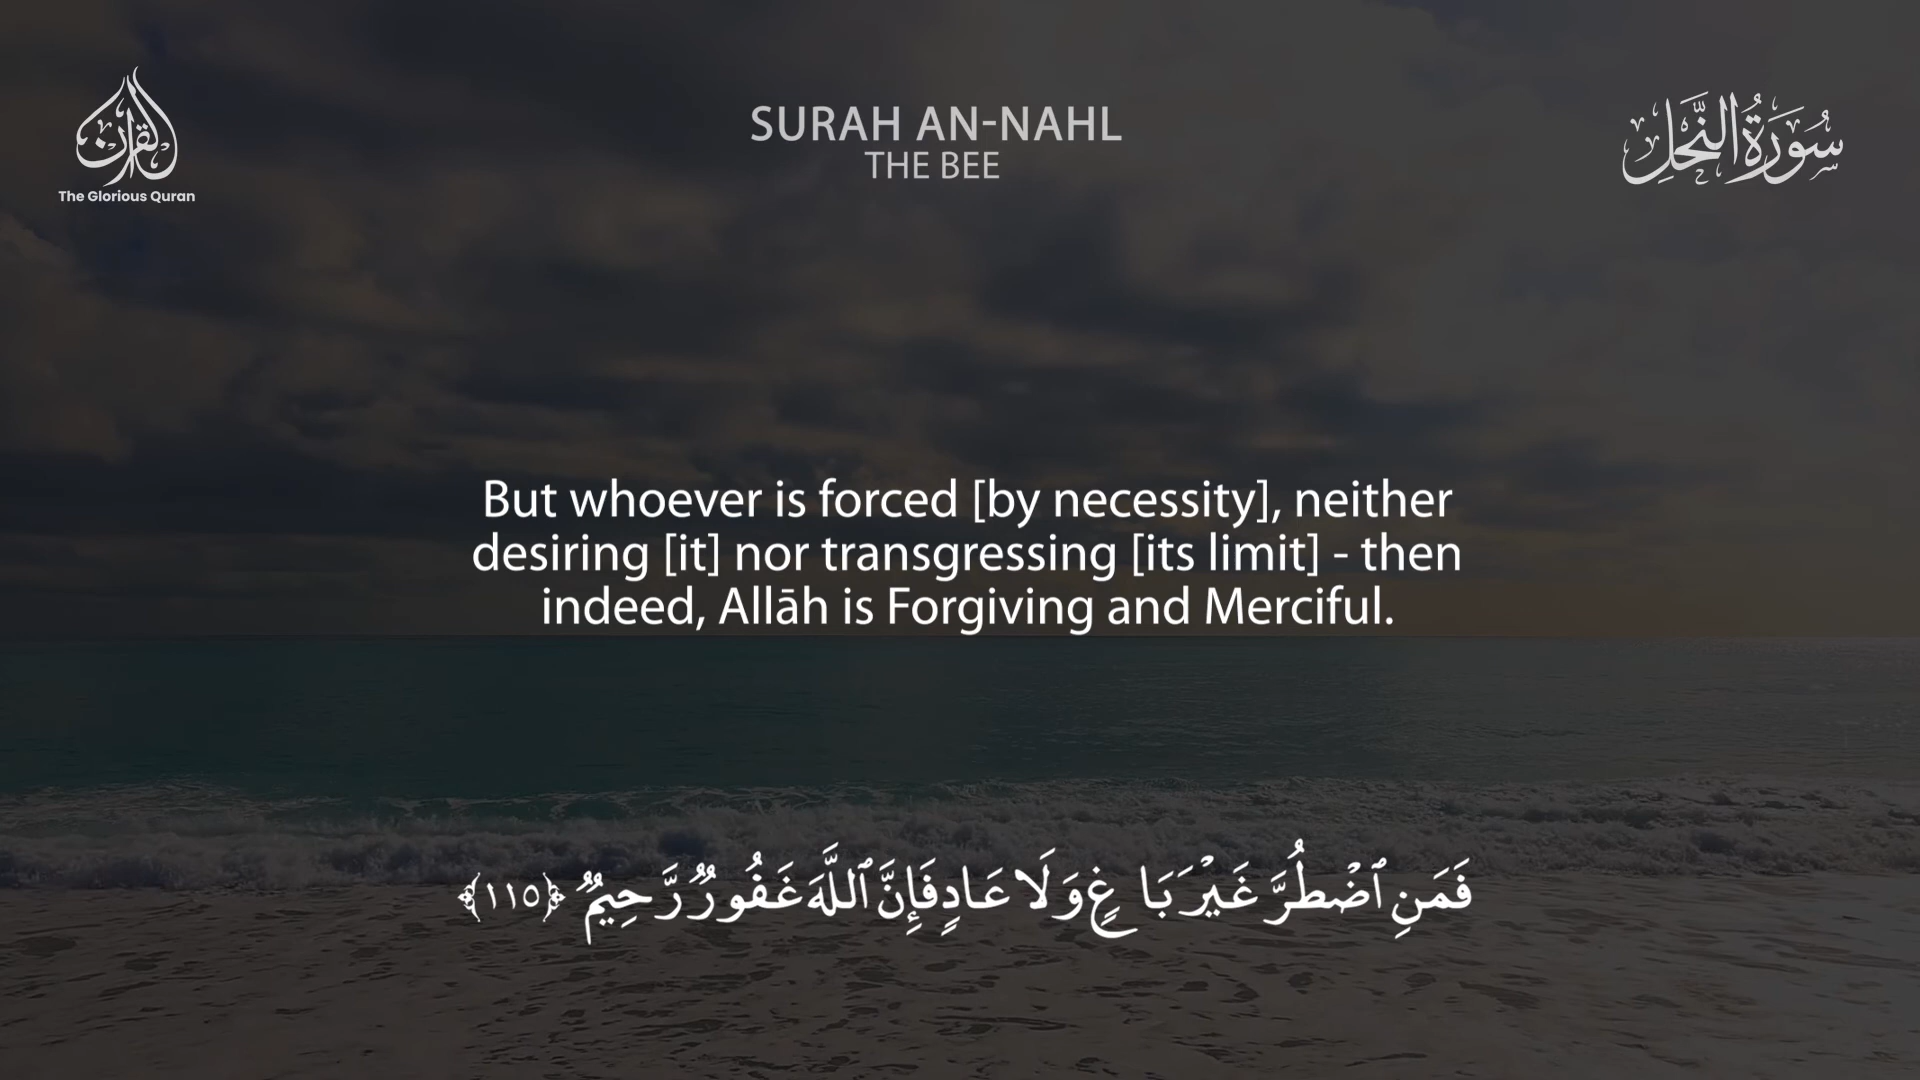 القرآن
The Glorious Quran
SURAH AN-NAHL
THE BEE
سُورَةُ النَّحْلِ
But whoever is forced [by necessity], neither
desiring [it] nor transgressing [its limit] - then
indeed, Allāh is Forgiving and Merciful.
فَمَنِ ٱضْطُرَّ غَيْرَ بَاغٍ وَلَا عَادٍ فَإِنَّ ٱللَّهَ غَفُورٌ رَّحِيمٌ ﴿١١٥﴾